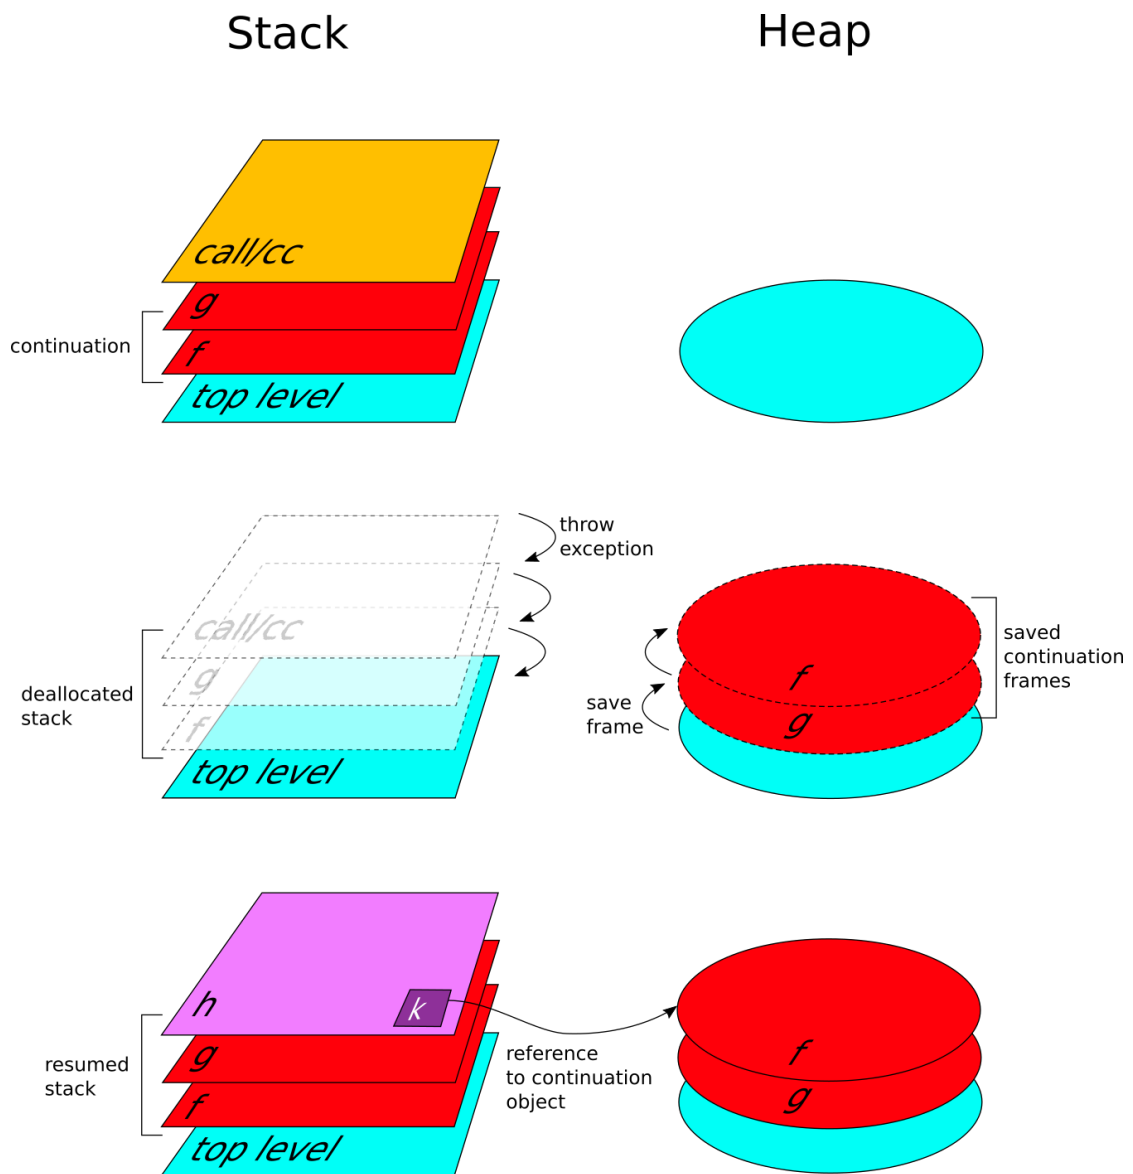 Stack
Heap
call/cc
g
continuation
f
top level
throw
exception
call/cc
deallocated
stack
g
f
top level
save
frame
f
g
saved
continuation
frames
h
k
resumed
stack
g
f
top level
reference
to continuation
object
f
g